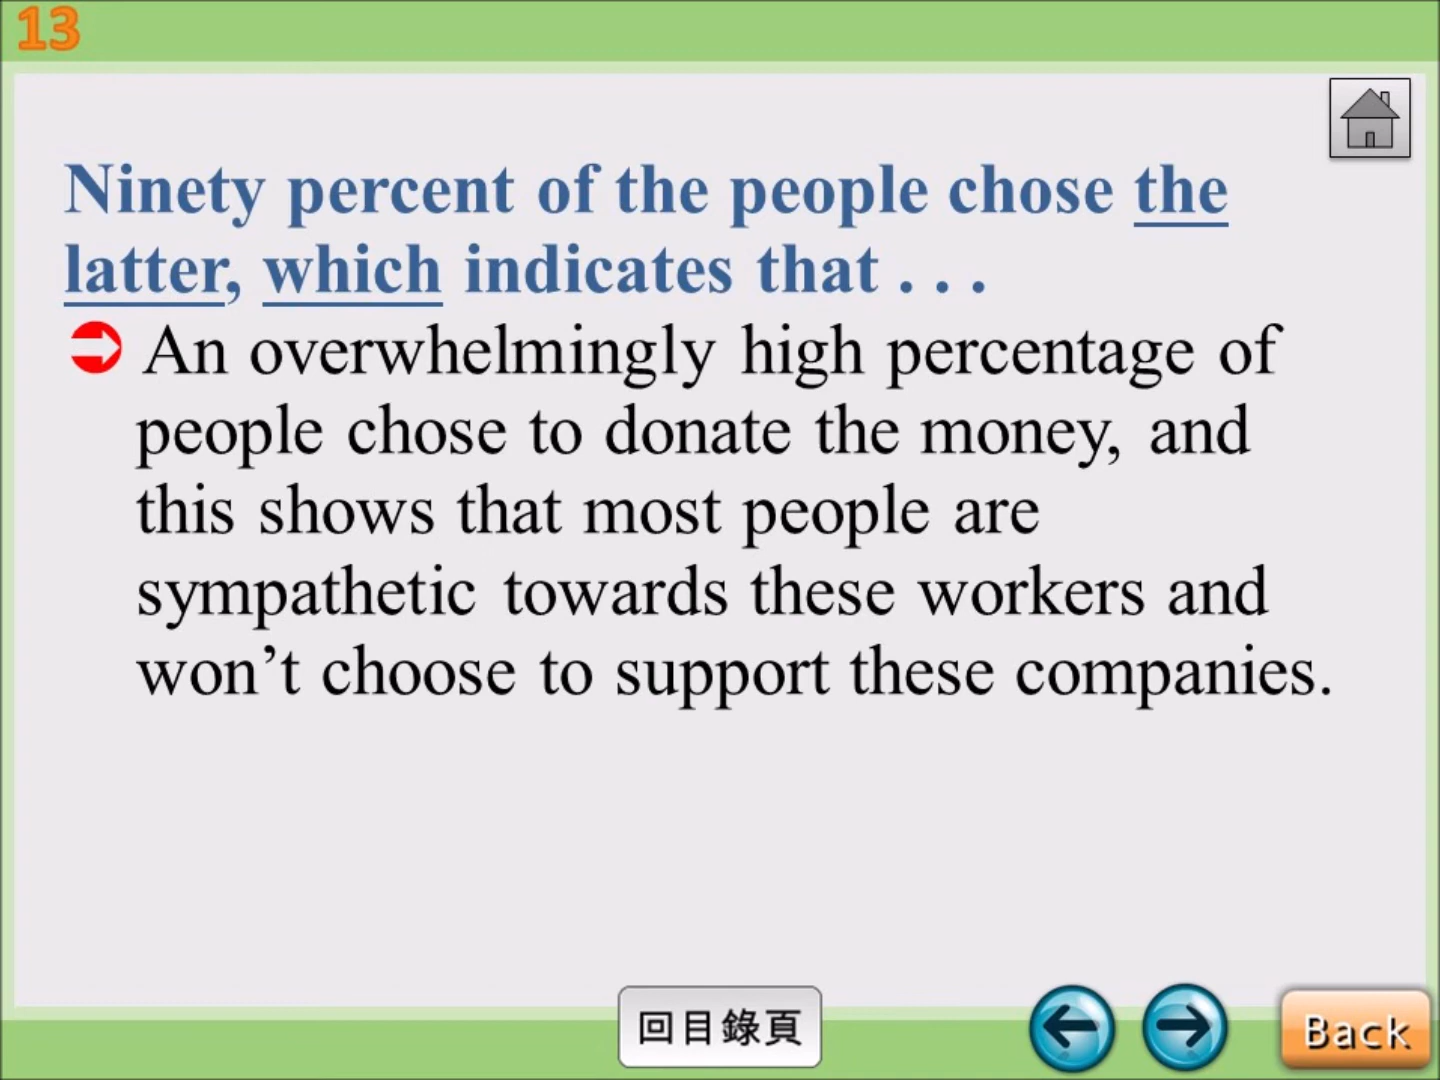 13
Ninety percent of the people chose the
latter, which indicates that . . .
An overwhelmingly high percentage of
people chose to donate the money, and
this shows that most people are
sympathetic towards these workers and
won’t choose to support these companies.
回目錄頁
Back